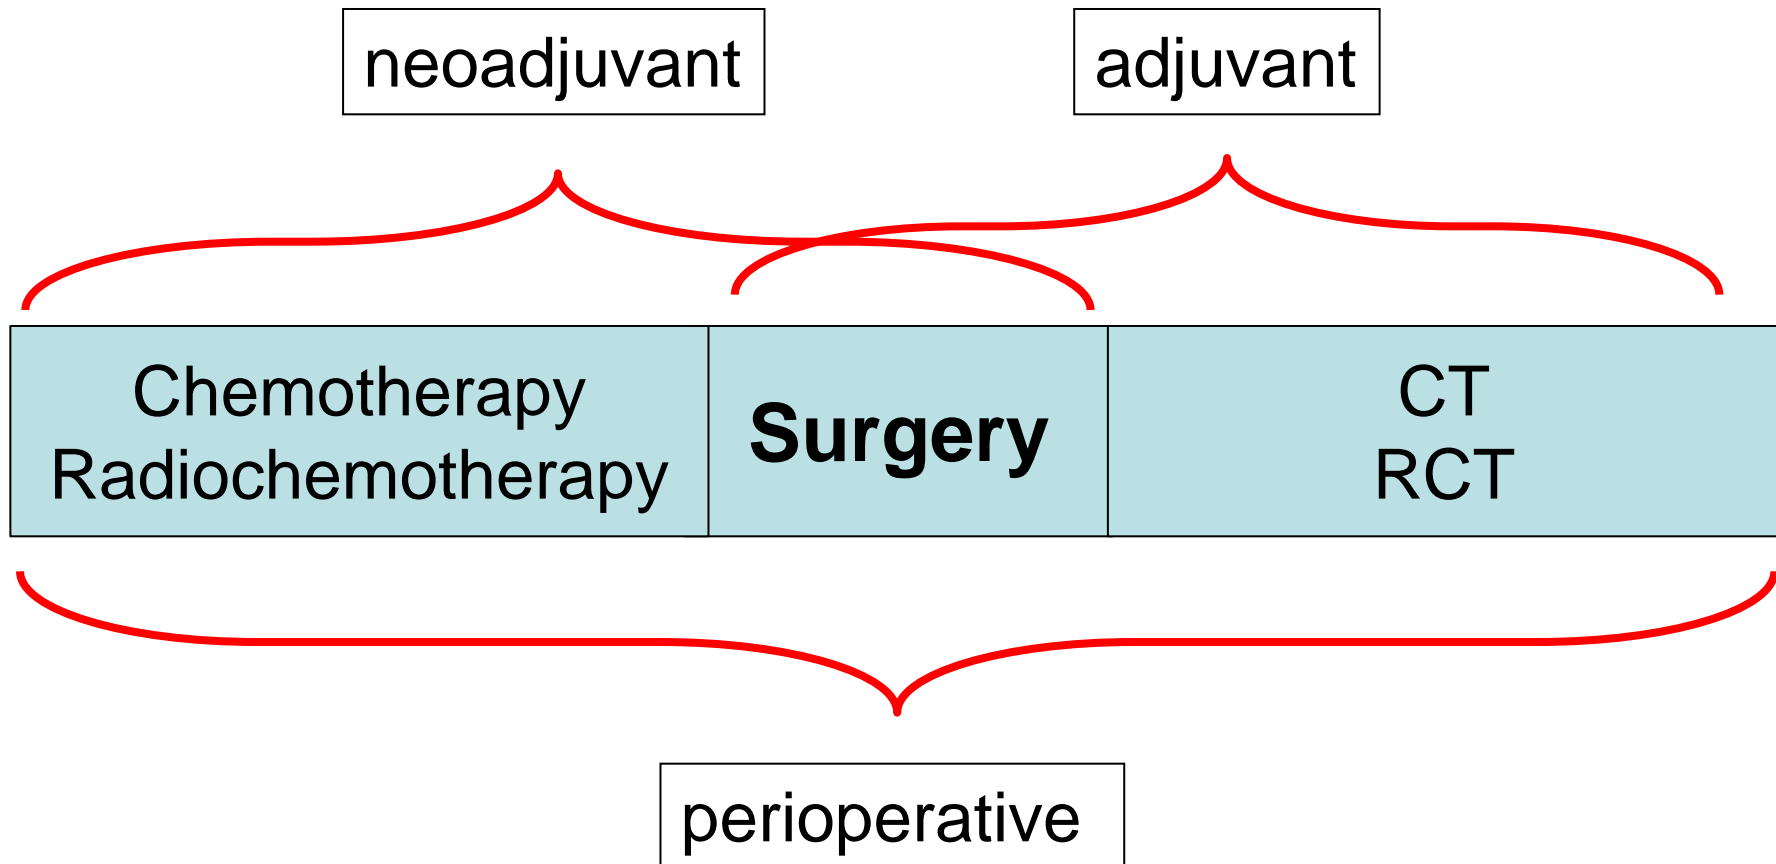 neoadjuvant
adjuvant
Chemotherapy
Radiochemotherapy
Surgery
CT
RCT
perioperative